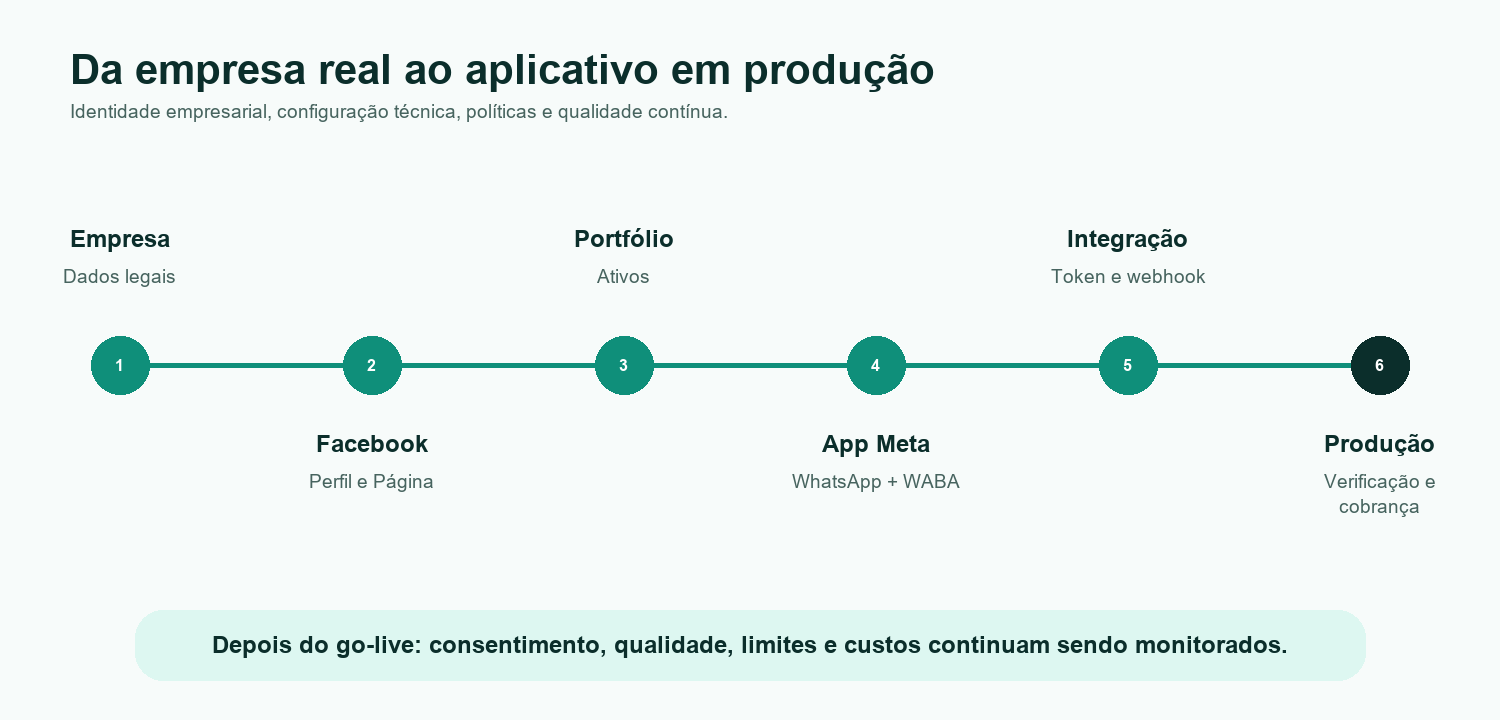 Da empresa real ao aplicativo em produção
Identidade empresarial, configuração técnica, políticas e qualidade contínua.
Empresa
Dados legais
Portfólio
Ativos
Integração
Token e webhook
1
2
3
4
5
6
Facebook
Perfil e Página
App Meta
WhatsApp + WABA
Produção
Verificação e
cobrança
Depois do go-live: consentimento, qualidade, limites e custos continuam sendo monitorados.